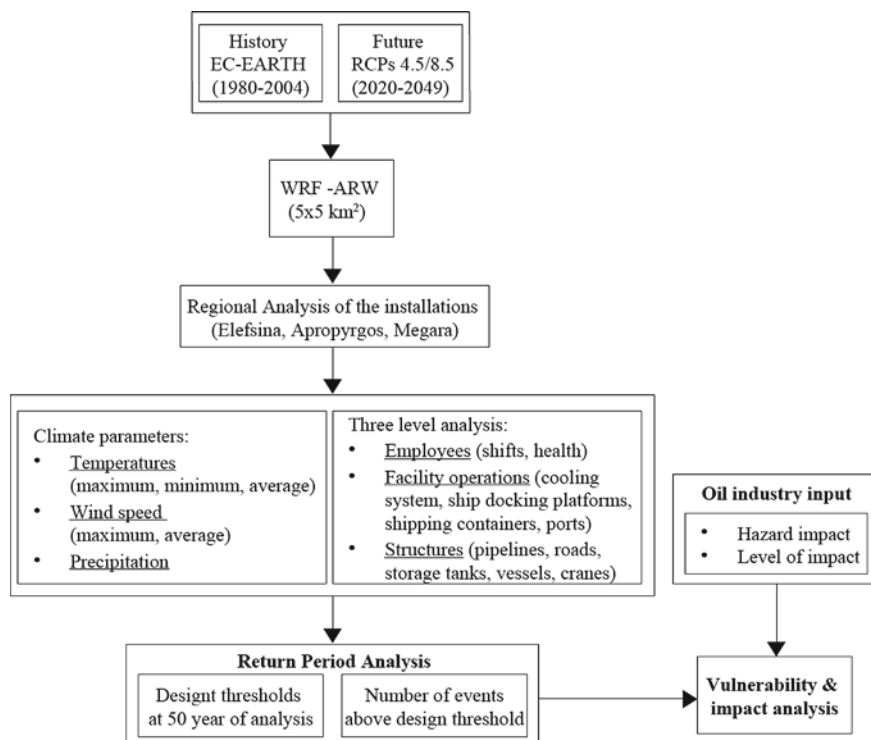 History
EC-EARTH
(1980-2004)
Future
RCPs 4.5/8.5
(2020-2049)
WRF -ARW
(5x5 km²)
Regional Analysis of the installations
(Elefsina, Apropyrgos, Megara)
Climate parameters:
• Temperatures
(maximum, minimum, average)
• Wind speed
(maximum, average)
• Precipitation
Three level analysis:
• Employees (shifts, health)
• Facility operations (cooling
system, ship docking platforms,
shipping containers, ports)
• Structures (pipelines, roads,
storage tanks, vessels, cranes)
Oil industry input
• Hazard impact
• Level of impact
Return Period Analysis
Designt thresholds
at 50 year of analysis
Number of events
above design threshold
Vulnerability &
impact analysis